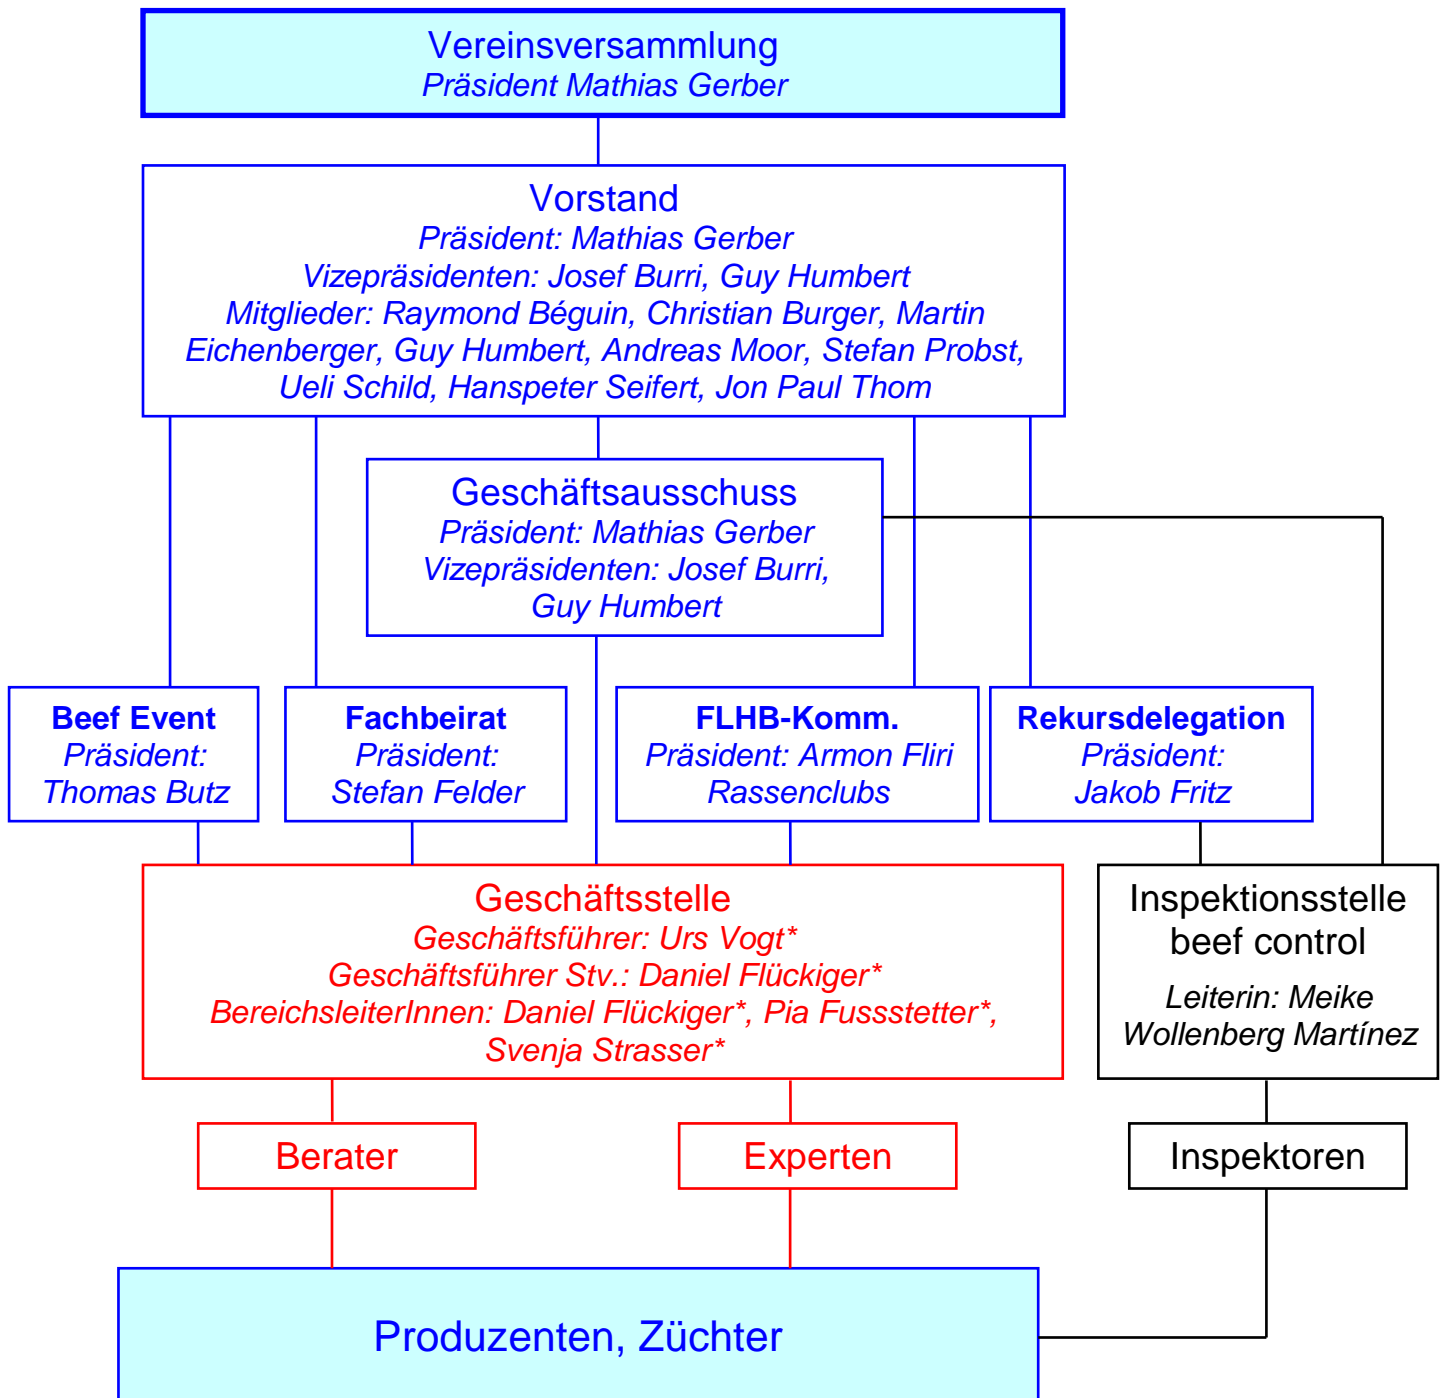 Vereinsversammlung
Präsident Mathias Gerber
Vorstand
Präsident: Mathias Gerber
Vizepräsidenten: Josef Burri, Guy Humbert
Mitglieder: Raymond Béguin, Christian Burger, Martin
Eichenberger, Guy Humbert, Andreas Moor, Stefan Probst,
Ueli Schild, Hanspeter Seifert, Jon Paul Thom
Geschäftsausschuss
Präsident: Mathias Gerber
Vizepräsidenten: Josef Burri,
Guy Humbert
Beef Event
Präsident:
Thomas Butz
Fachbeirat
Präsident:
Stefan Felder
FLHB-Komm.
Präsident: Armon Fliri
Rassenclubs
Rekursdelegation
Präsident:
Jakob Fritz
Geschäftsstelle
Geschäftsführer: Urs Vogt*
Geschäftsführer Stv.: Daniel Flückiger*
BereichsleiterInnen: Daniel Flückiger*, Pia Fussstetter*,
Svenja Strasser*
Inspektionsstelle
beef control
Leiterin: Meike
Wollenberg Martínez
Berater
Experten
Inspektoren
Produzenten, Züchter